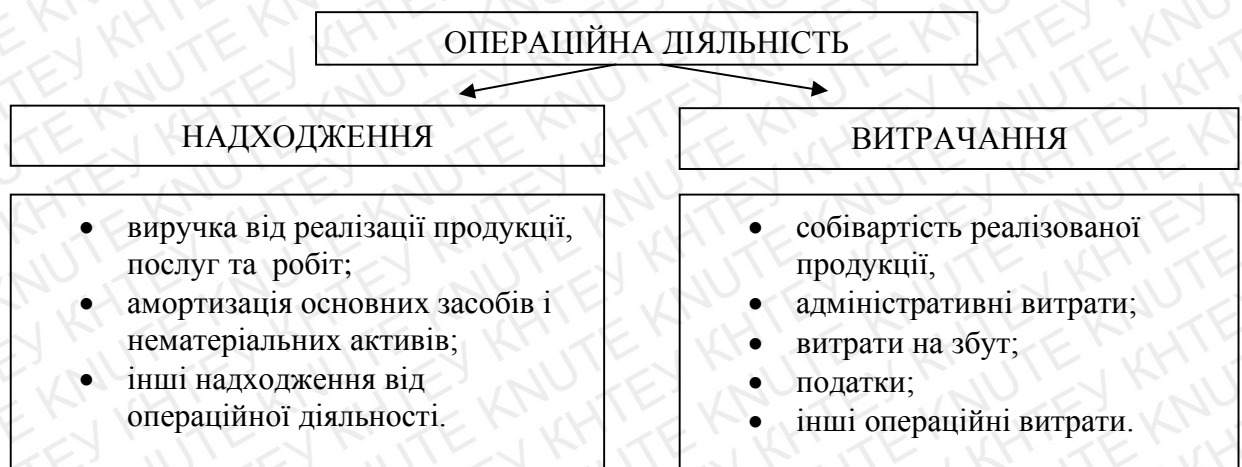 ОПЕРАЦІЙНА ДІЯЛЬНІСТЬ
НАДХОДЖЕННЯ
ВИТРАЧАННЯ
• виручка від реалізації продукції,
послуг та робіт;
• амортизація основних засобів і
нематеріальних активів;
• інші надходження від
операційної діяльності.
• собівартість реалізованої
продукції,
• адміністративні витрати;
• витрати на збут;
• податки;
• інші операційні витрати.